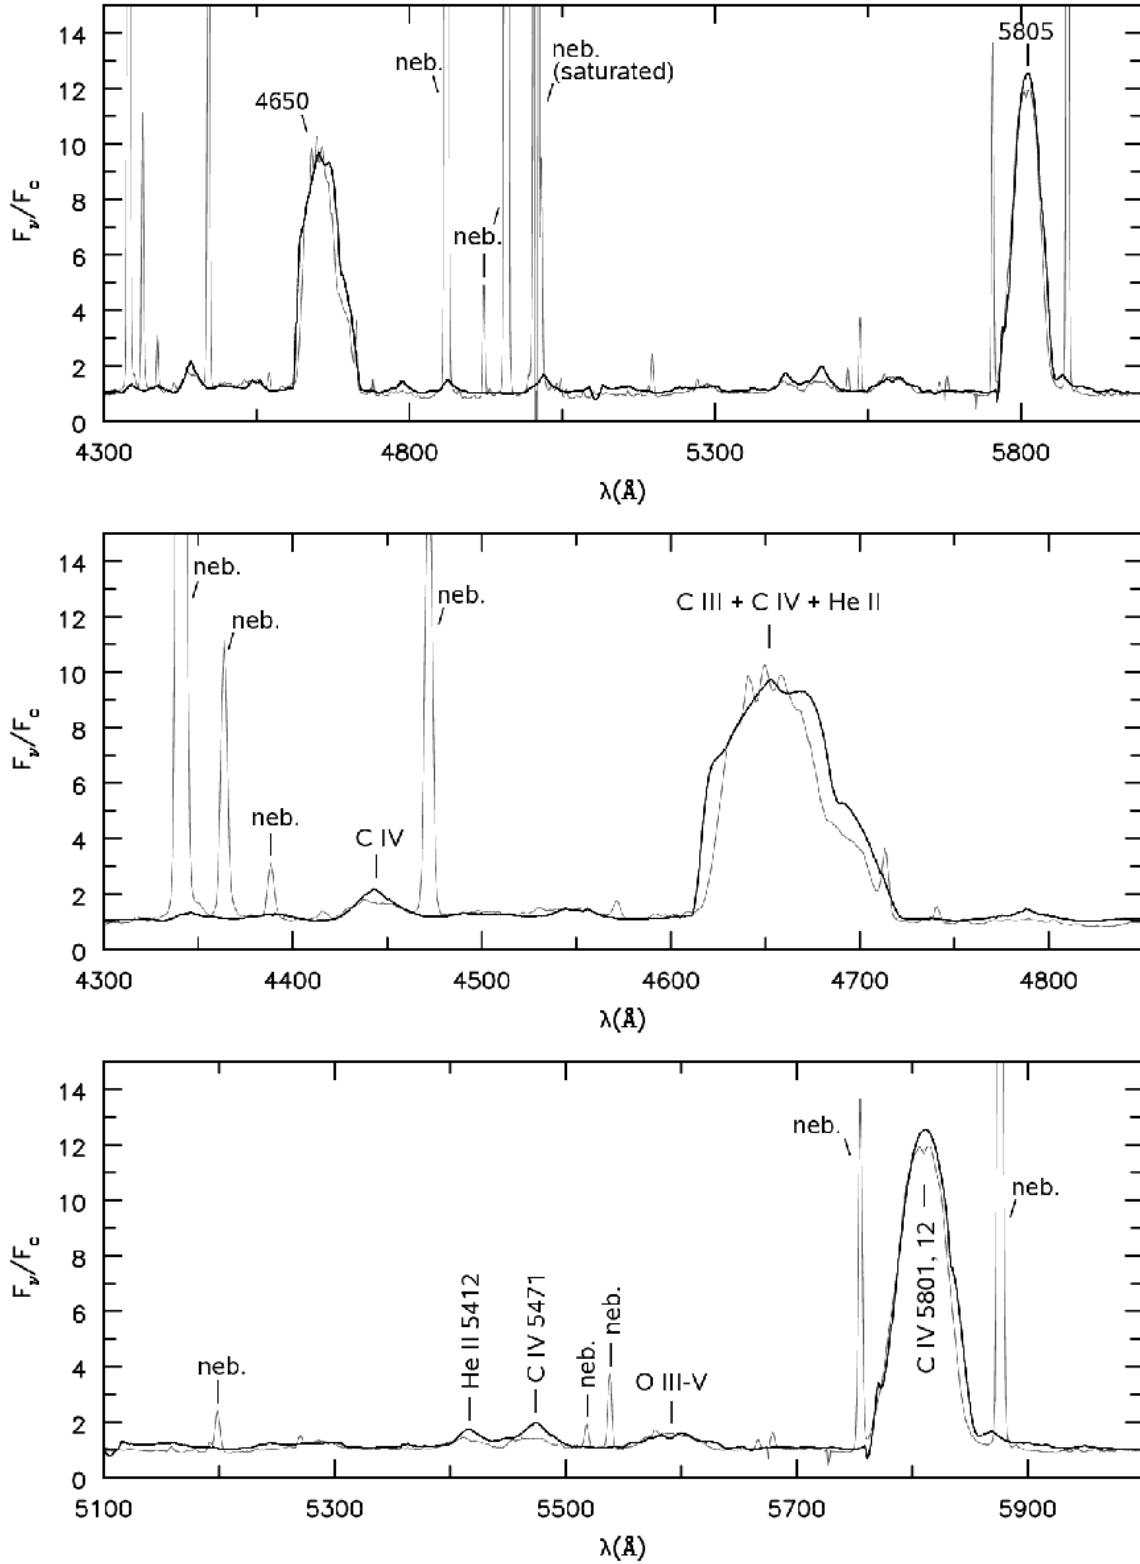 14
12
10
8
6
4
2
0
F_ν/F_c
4650
neb.
neb.
(saturated)
neb.
5805
4300 4800 5300 5800
λ(Å)
14
12
10
8
6
4
2
0
F_ν/F_c
neb.
neb.
neb.
C IV
neb.
C III + C IV + He II
4300 4400 4500 4600 4700 4800
λ(Å)
14
12
10
8
6
4
2
0
F_ν/F_c
neb.
He II 5412
C IV 5471
neb.
neb.
O III-V
neb.
C IV 5801, 12
neb.
5100 5300 5500 5700 5900
λ(Å)